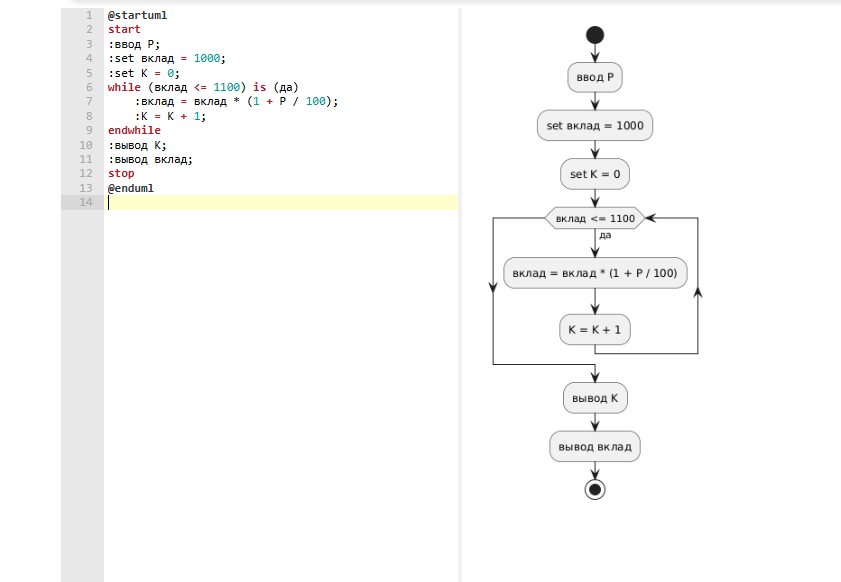 1 @startuml
2 start
3 :ввод P;
4 :set вклад = 1000;
5 :set K = 0;
6 while (вклад <= 1100) is (да)
7 :вклад = вклад * (1 + P / 100);
8 :K = K + 1;
9 endwhile
10 :вывод K;
11 :вывод вклад;
12 stop
13 @enduml
14
ввод P
set вклад = 1000
set K = 0
вклад <= 1100
да
вклад = вклад * (1 + P / 100)
K = K + 1
вывод K
вывод вклад